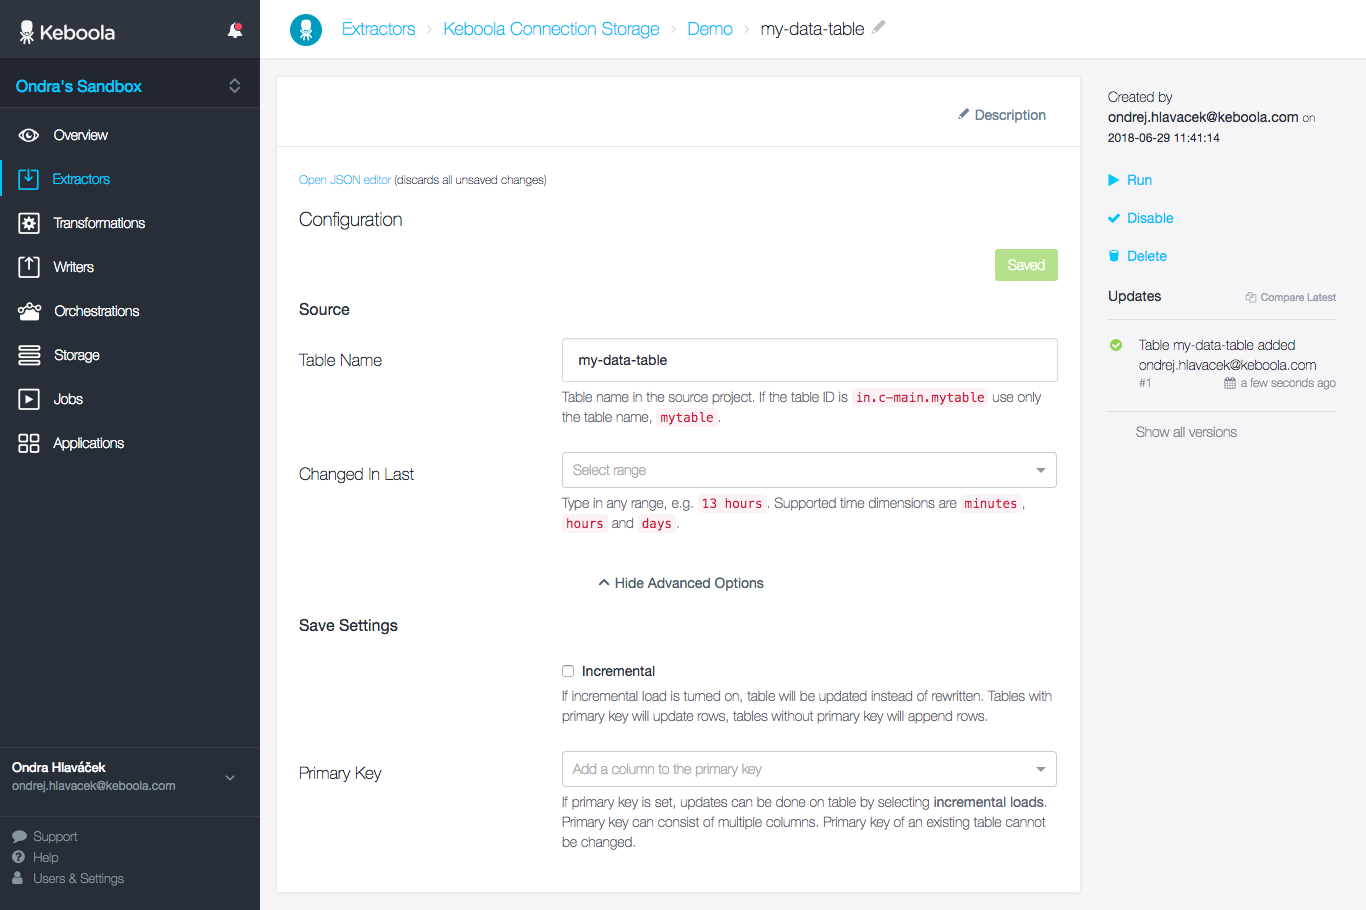 Keboola
Ondra's Sandbox
Overview
Extractors
Transformations
Writers
Orchestrations
Storage
Jobs
Applications
Ondra Hlaváček
ondrej.hlavacek@keboola.com
Support
Help
Users & Settings
Extractors › Keboola Connection Storage › Demo › my-data-table
Description
Open JSON editor (discards all unsaved changes)
Configuration
Saved
Source
Table Name
my-data-table
Table name in the source project. If the table ID is in.c-main.mytable use only
the table name, mytable.
Changed In Last
Select range
Type in any range, e.g. 13 hours. Supported time dimensions are minutes,
hours and days.
Hide Advanced Options
Save Settings
Incremental
If incremental load is turned on, table will be updated instead of rewritten. Tables with
primary key will update rows, tables without primary key will append rows.
Primary Key
Add a column to the primary key
If primary key is set, updates can be done on table by selecting incremental loads.
Primary key can consist of multiple columns. Primary key of an existing table cannot
be changed.
Created by
ondrej.hlavacek@keboola.com on
2018-06-29 11:41:14
Run
Disable
Delete
Updates
Compare Latest
Table my-data-table added
ondrej.hlavacek@keboola.com
#1 a few seconds ago
Show all versions